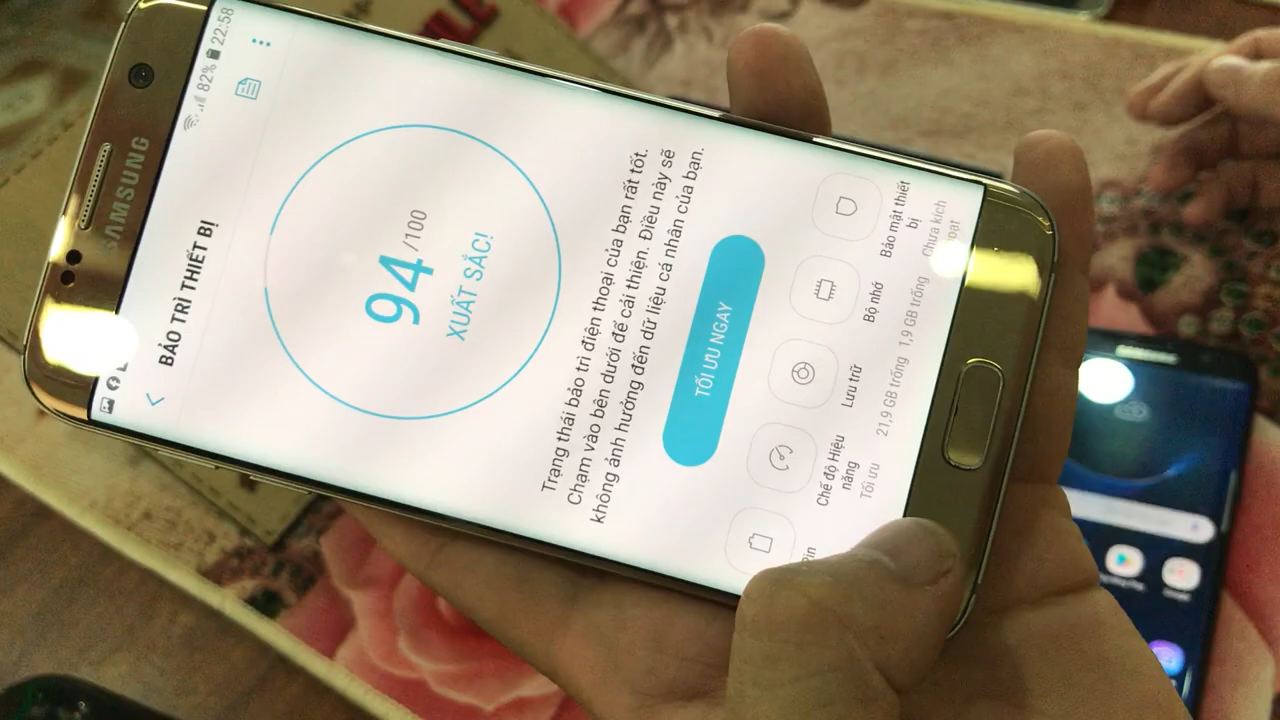 SAMSUNG
82% 22:58
BẢO TRÌ THIẾT BỊ
94 /100
XUẤT SẮC!
Trạng thái bảo trì điện thoại của bạn rất tốt.
Chạm vào bên dưới để cải thiện. Điều này sẽ
không ảnh hưởng đến dữ liệu cá nhân của bạn.
TỐI ƯU NGAY
Pin
Chế độ Hiệu
năng
Tối ưu
Lưu trữ
21,9 GB trống
Bộ nhớ
1,9 GB trống
Bảo mật thiết
bị
Chưa kích
hoạt
SAMSUNG